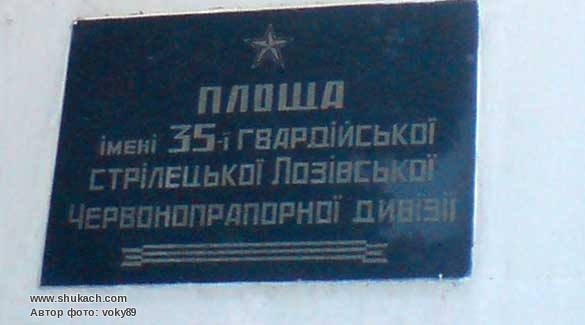 ПЛОЩА
імені 35-ї ГВАРДІЙСЬКОЇ
СТРІЛЕЦЬКОЇ ЛОЗІВСЬКОЇ
ЧЕРВОНОПРАПОРНОЇ ДИВІЗІЇ
www.shukach.com
Автор фото: voky89